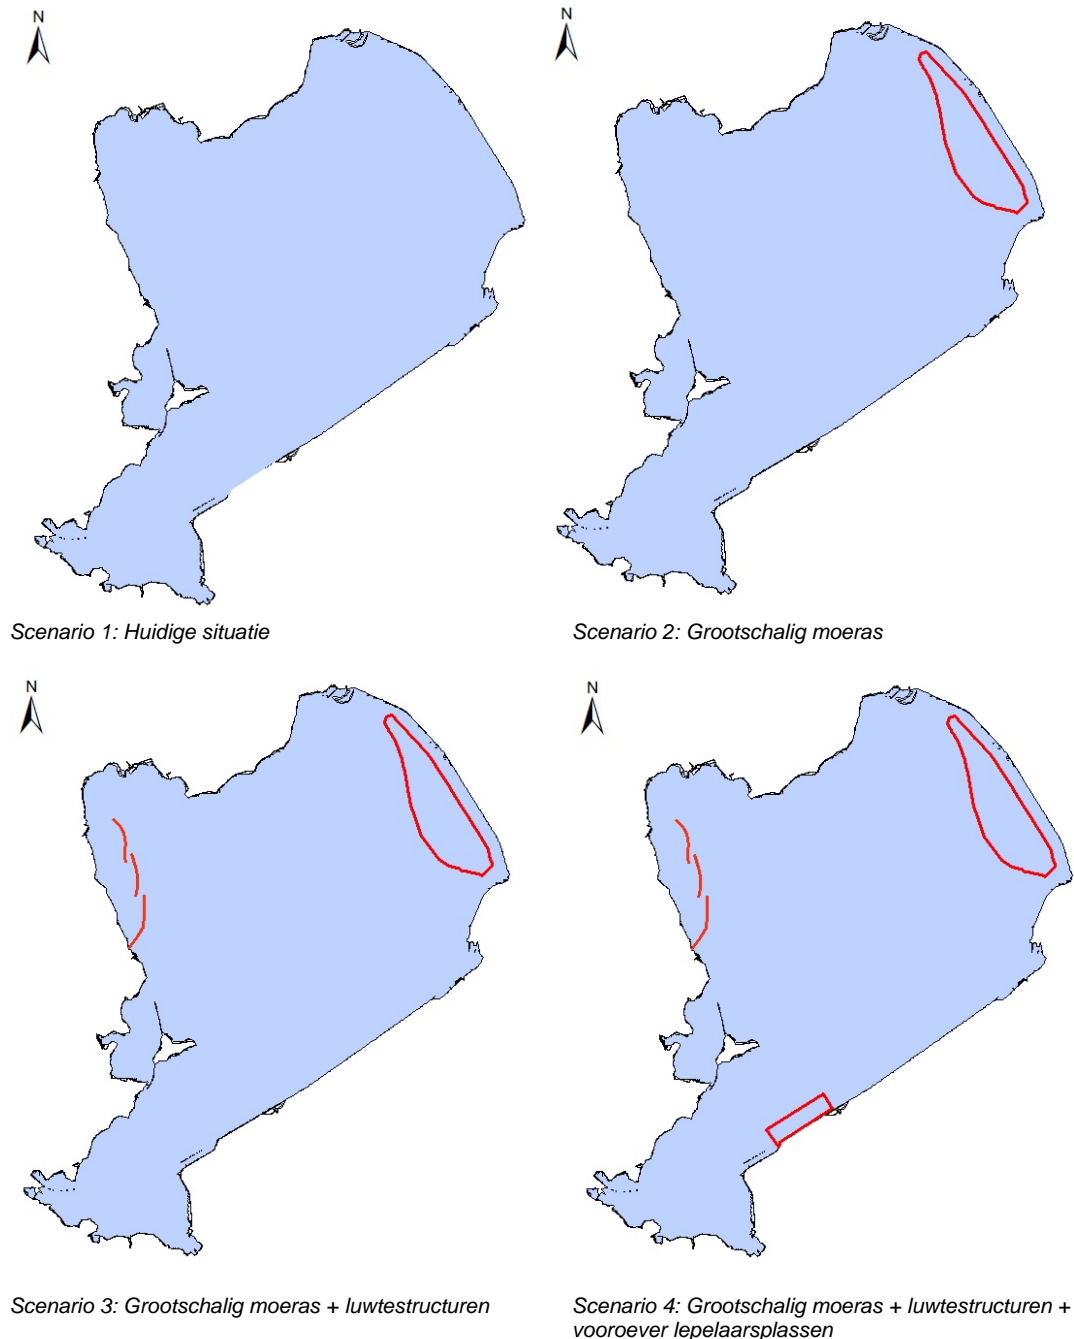 N
N
Scenario 1: Huidige situatie
Scenario 2: Grootschalig moeras
N
N
Scenario 3: Grootschalig moeras + luwtestructuren
Scenario 4: Grootschalig moeras + luwtestructuren +
vooroever lepelaarsplassen